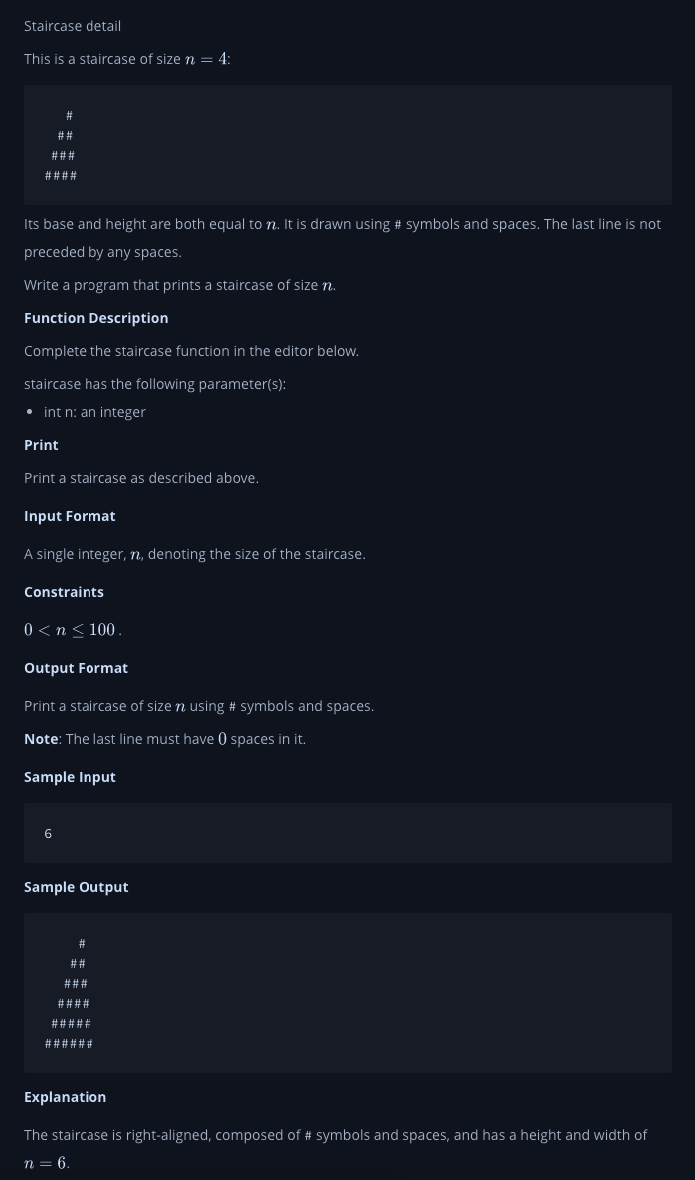 Staircase detail
This is a staircase of size n = 4:
   #
  ##
 ###
####
Its base and height are both equal to n. It is drawn using # symbols and spaces. The last line is not
preceded by any spaces.
Write a program that prints a staircase of size n.
Function Description
Complete the staircase function in the editor below.
staircase has the following parameter(s):
• int n: an integer
Print
Print a staircase as described above.
Input Format
A single integer, n, denoting the size of the staircase.
Constraints
0 < n ≤ 100 .
Output Format
Print a staircase of size n using # symbols and spaces.
Note: The last line must have 0 spaces in it.
Sample Input
6
Sample Output
     #
    ##
   ###
  ####
 #####
######
Explanation
The staircase is right-aligned, composed of # symbols and spaces, and has a height and width of
n = 6.